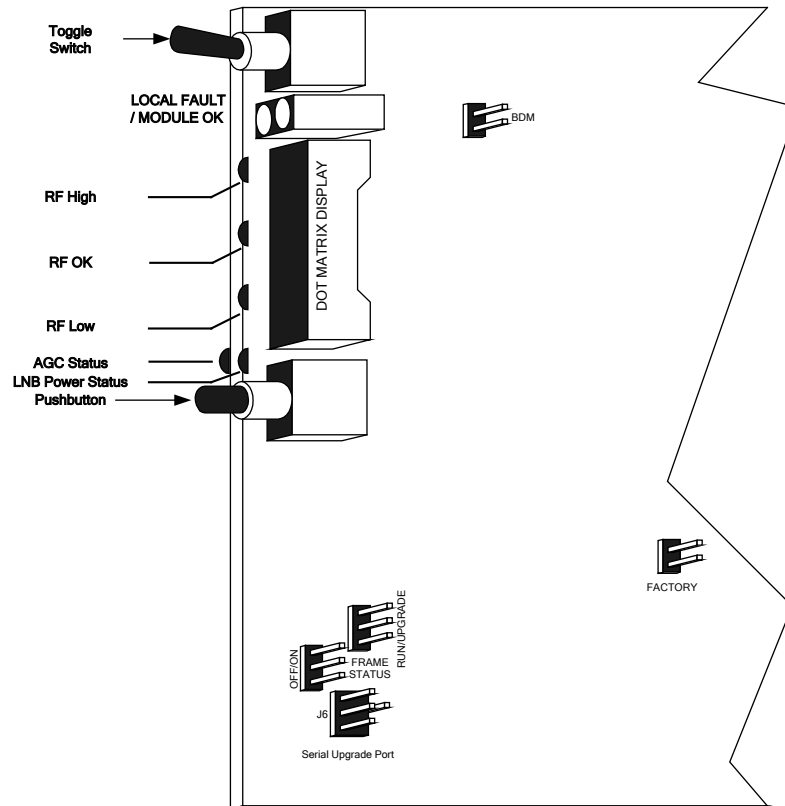 Toggle
Switch
LOCAL FAULT
/ MODULE OK
BDM
RF High
DOT MATRIX DISPLAY
RF OK
RF Low
AGC Status
LNB Power Status
Pushbutton
FACTORY
RUN/UPGRADE
OFF/ON
FRAME
STATUS
J6
Serial Upgrade Port